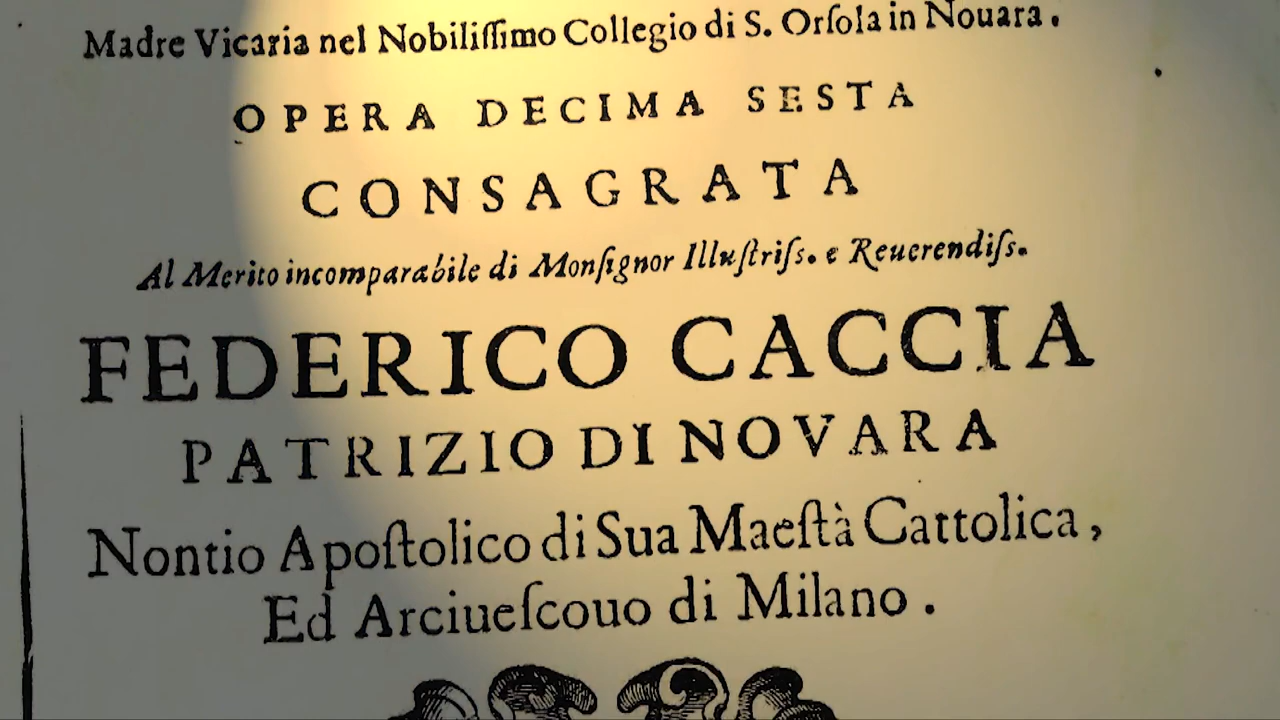 Madre Vicaria nel Nobiliſſimo Collegio di S. Orſola in Nouara.
OPERA DECIMA SESTA
CONSAGRATA
Al Merito incomparabile di Monſignor Illuſtriſs. e Reuerendiſs.
FEDERICO CACCIA
PATRIZIO DI NOVARA
Nontio Apoſtolico di Sua Maeſtà Cattolica,
Ed Arciueſcouo di Milano.